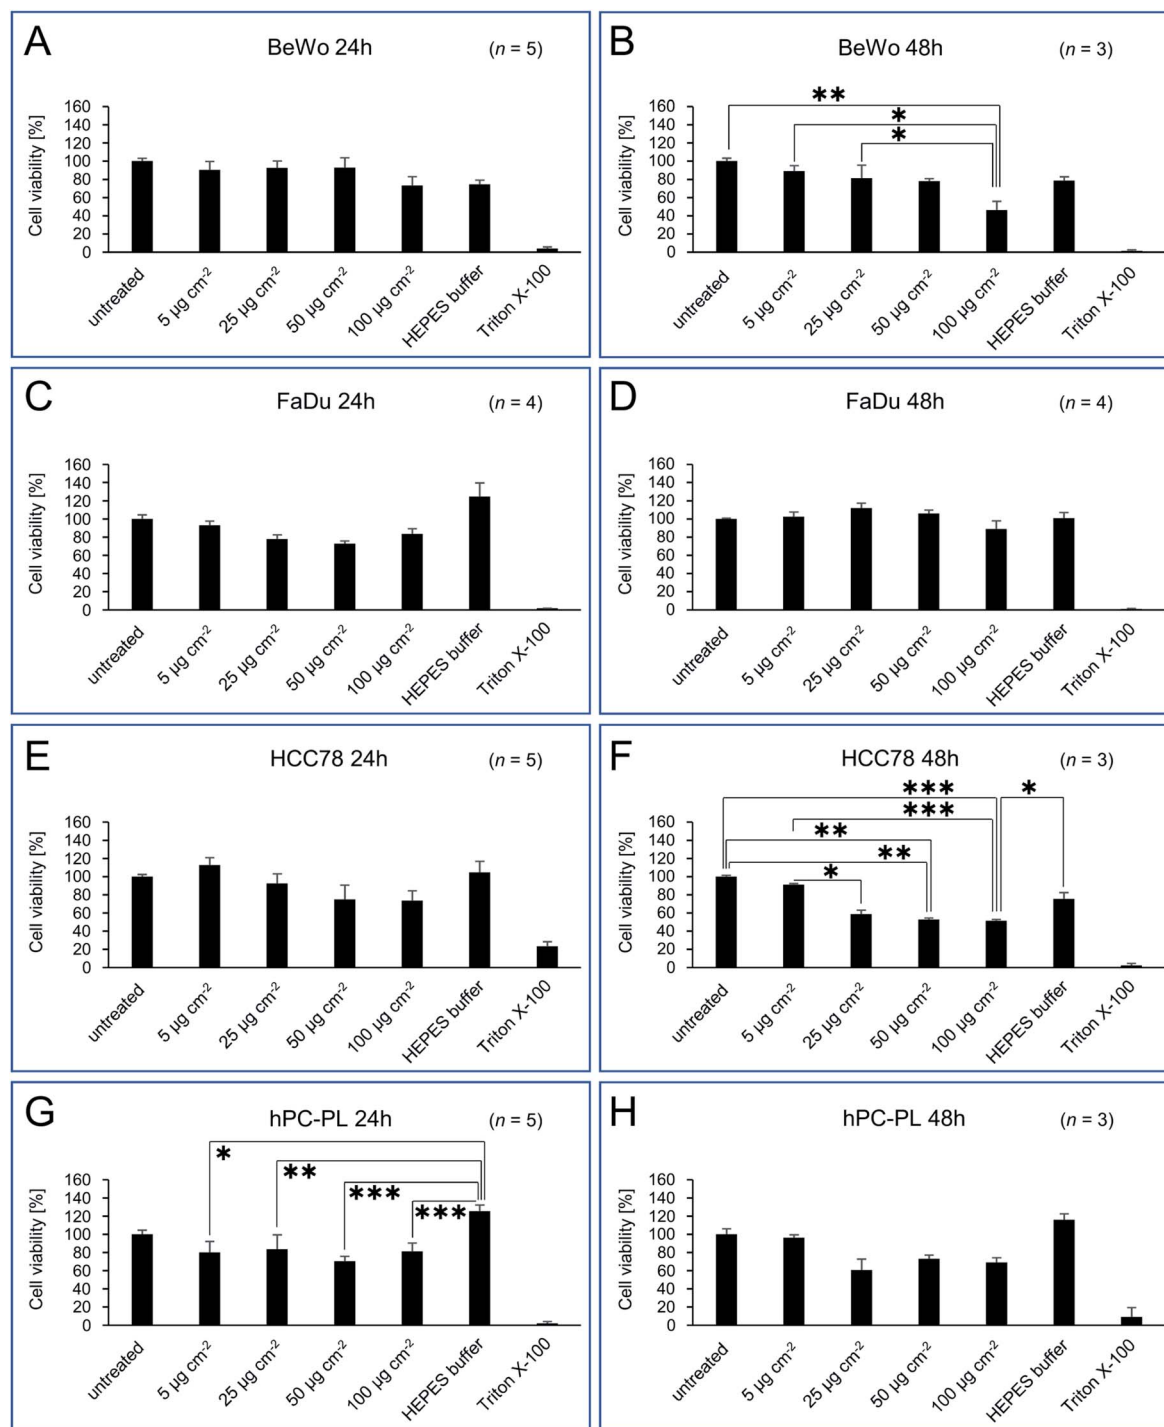 A
BeWo 24h
(n = 5)
Cell viability [%]
160
140
120
100
80
60
40
20
0
untreated
5 µg cm⁻²
25 µg cm⁻²
50 µg cm⁻²
100 µg cm⁻²
HEPES buffer
Triton X-100
B
BeWo 48h
(n = 3)
**
*
*
Cell viability [%]
160
140
120
100
80
60
40
20
0
untreated
5 µg cm⁻²
25 µg cm⁻²
50 µg cm⁻²
100 µg cm⁻²
HEPES buffer
Triton X-100
C
FaDu 24h
(n = 4)
Cell viability [%]
160
140
120
100
80
60
40
20
0
untreated
5 µg cm⁻²
25 µg cm⁻²
50 µg cm⁻²
100 µg cm⁻²
HEPES buffer
Triton X-100
D
FaDu 48h
(n = 4)
Cell viability [%]
160
140
120
100
80
60
40
20
0
untreated
5 µg cm⁻²
25 µg cm⁻²
50 µg cm⁻²
100 µg cm⁻²
HEPES buffer
Triton X-100
E
HCC78 24h
(n = 5)
Cell viability [%]
160
140
120
100
80
60
40
20
0
untreated
5 µg cm⁻²
25 µg cm⁻²
50 µg cm⁻²
100 µg cm⁻²
HEPES buffer
Triton X-100
F
HCC78 48h
(n = 3)
***
*
***
**
**
*
Cell viability [%]
160
140
120
100
80
60
40
20
0
untreated
5 µg cm⁻²
25 µg cm⁻²
50 µg cm⁻²
100 µg cm⁻²
HEPES buffer
Triton X-100
G
hPC-PL 24h
(n = 5)
*
**
***
***
Cell viability [%]
160
140
120
100
80
60
40
20
0
untreated
5 µg cm⁻²
25 µg cm⁻²
50 µg cm⁻²
100 µg cm⁻²
HEPES buffer
Triton X-100
H
hPC-PL 48h
(n = 3)
Cell viability [%]
160
140
120
100
80
60
40
20
0
untreated
5 µg cm⁻²
25 µg cm⁻²
50 µg cm⁻²
100 µg cm⁻²
HEPES buffer
Triton X-100